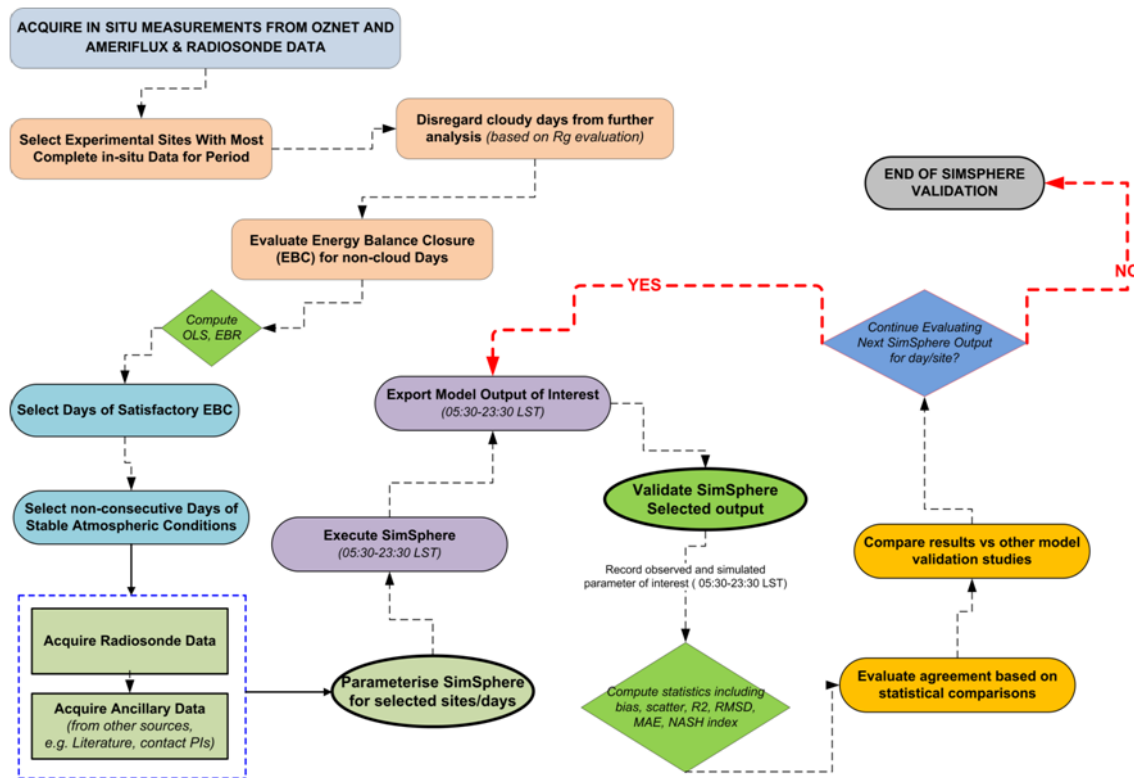 ACQUIRE IN SITU MEASUREMENTS FROM OZNET AND
AMERIFLUX & RADIOSONDE DATA
Select Experimental Sites With Most
Complete in-situ Data for Period
Disregard cloudy days from further
analysis (based on Rg evaluation)
Evaluate Energy Balance Closure
(EBC) for non-cloud Days
Compute
OLS, EBR
Select Days of Satisfactory EBC
Select non-consecutive Days of
Stable Atmospheric Conditions
Acquire Radiosonde Data
Acquire Ancillary Data
(from other sources,
e.g. Literature, contact PIs)
Parameterise SimSphere
for selected sites/days
Execute SimSphere
(05:30-23:30 LST)
Export Model Output of Interest
(05:30-23:30 LST)
Validate SimSphere
Selected output
Record observed and simulated
parameter of interest ( 05:30-23:30 LST)
Compute statistics including
bias, scatter, R2, RMSD,
MAE, NASH index
Evaluate agreement based on
statistical comparisons
Compare results vs other model
validation studies
Continue Evaluating
Next SimSphere Output
for day/site?
YES
NO
END OF SIMSPHERE
VALIDATION